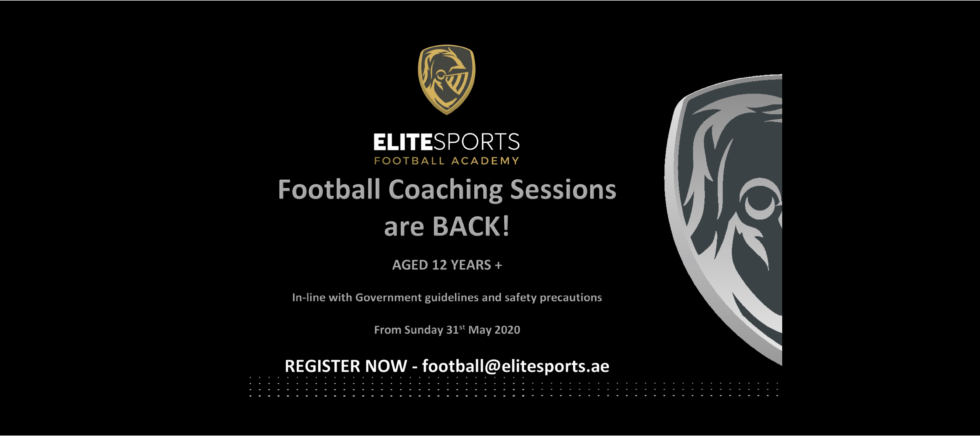 ELITESPORTS
FOOTBALL ACADEMY
Football Coaching Sessions
are BACK!
AGED 12 YEARS +
In-line with Government guidelines and safety precautions
From Sunday 31st May 2020
REGISTER NOW - football@elitesports.ae